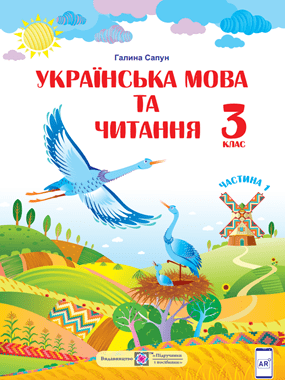 Галина Сапун
УКРАЇНСЬКА МОВА
ТА
ЧИТАННЯ
3
КЛАС
ЧАСТИНА 1
Видавництво
«Підручники
і посібники»
AR